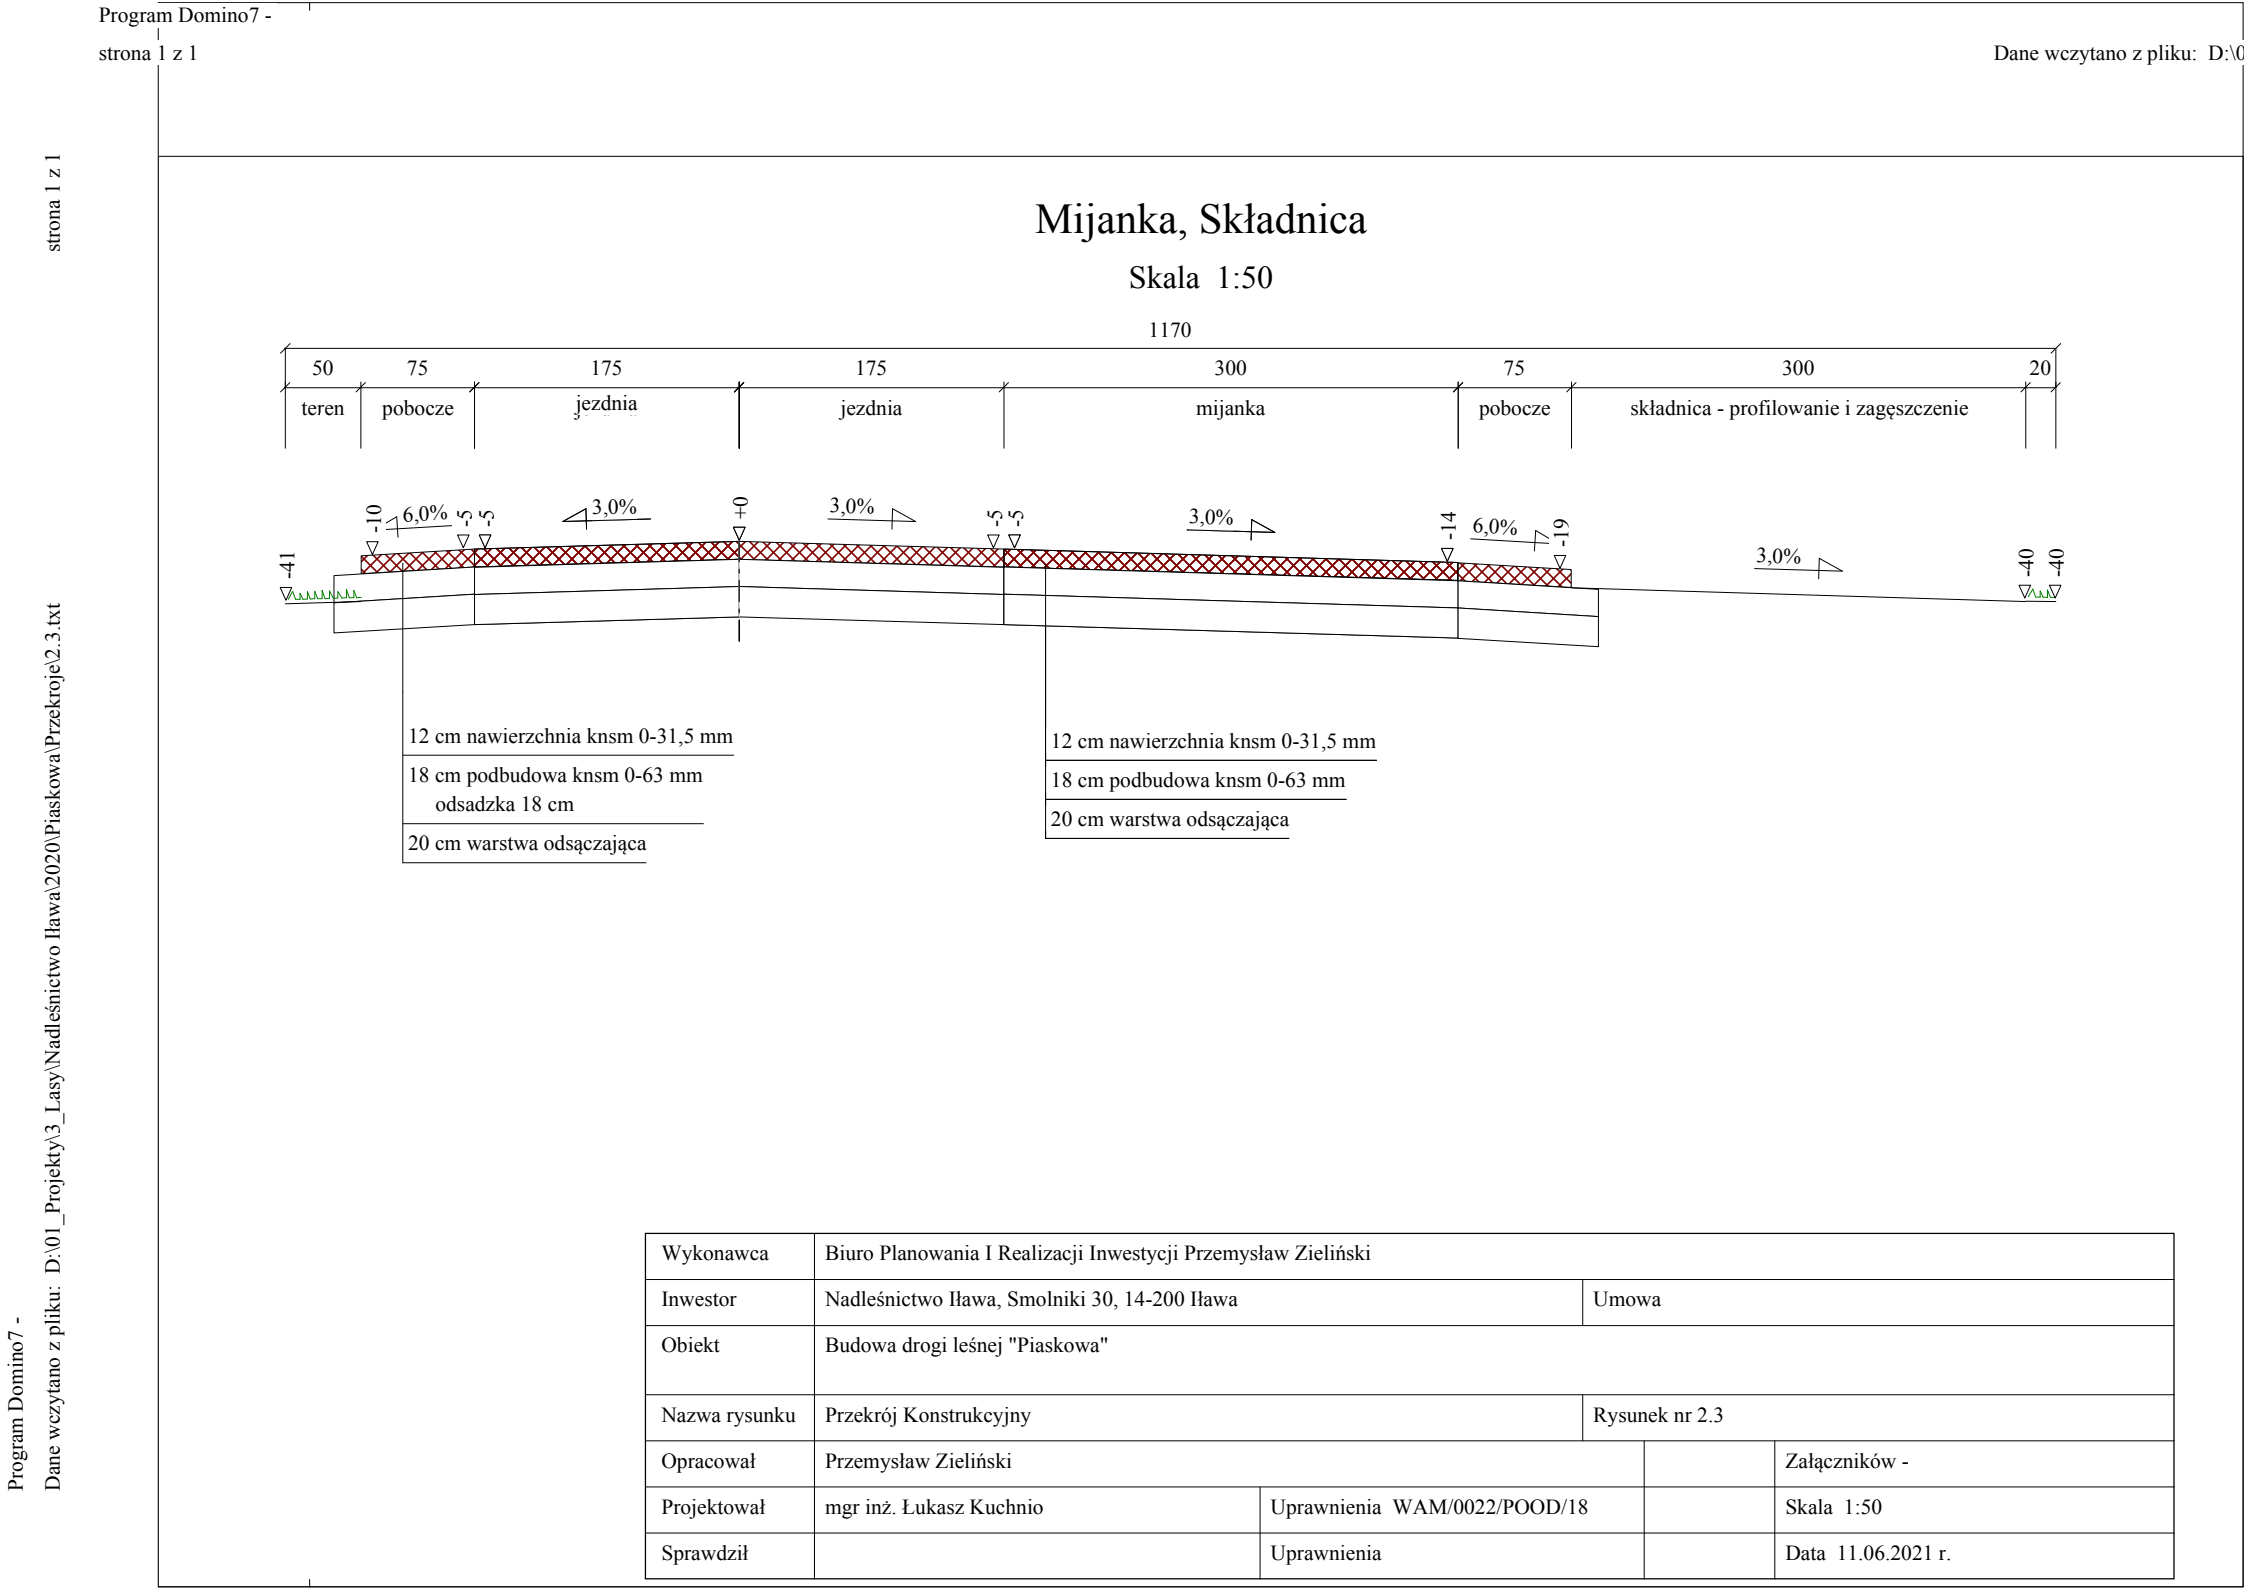 Program Domino7 -
strona 1 z 1
Dane wczytano z pliku: D:\0
strona 1 z 1
Program Domino7 -
Dane wczytano z pliku: D:\01_Projekty\3_Lasy\Nadleśnictwo Iława\2020\Piaskowa\Przekroje\2.3.txt
Mijanka, Składnica
Skala 1:50
1170
50 75 175 175 300 75 300 20
teren pobocze jezdnia jezdnia mijanka pobocze składnica - profilowanie i zagęszczenie
-41 -10 6,0% -5 -5 3,0% +0 3,0% -5 -5 3,0% -14 6,0% -19 3,0% -40 -40
12 cm nawierzchnia knsm 0-31,5 mm
18 cm podbudowa knsm 0-63 mm
odsadzka 18 cm
20 cm warstwa odsączająca
12 cm nawierzchnia knsm 0-31,5 mm
18 cm podbudowa knsm 0-63 mm
20 cm warstwa odsączająca
Wykonawca Biuro Planowania I Realizacji Inwestycji Przemysław Zieliński
Inwestor Nadleśnictwo Iława, Smolniki 30, 14-200 Iława Umowa
Obiekt Budowa drogi leśnej "Piaskowa"
Nazwa rysunku Przekrój Konstrukcyjny Rysunek nr 2.3
Opracował Przemysław Zieliński Załączników -
Projektował mgr inż. Łukasz Kuchnio Uprawnienia WAM/0022/POOD/18 Skala 1:50
Sprawdził Uprawnienia Data 11.06.2021 r.